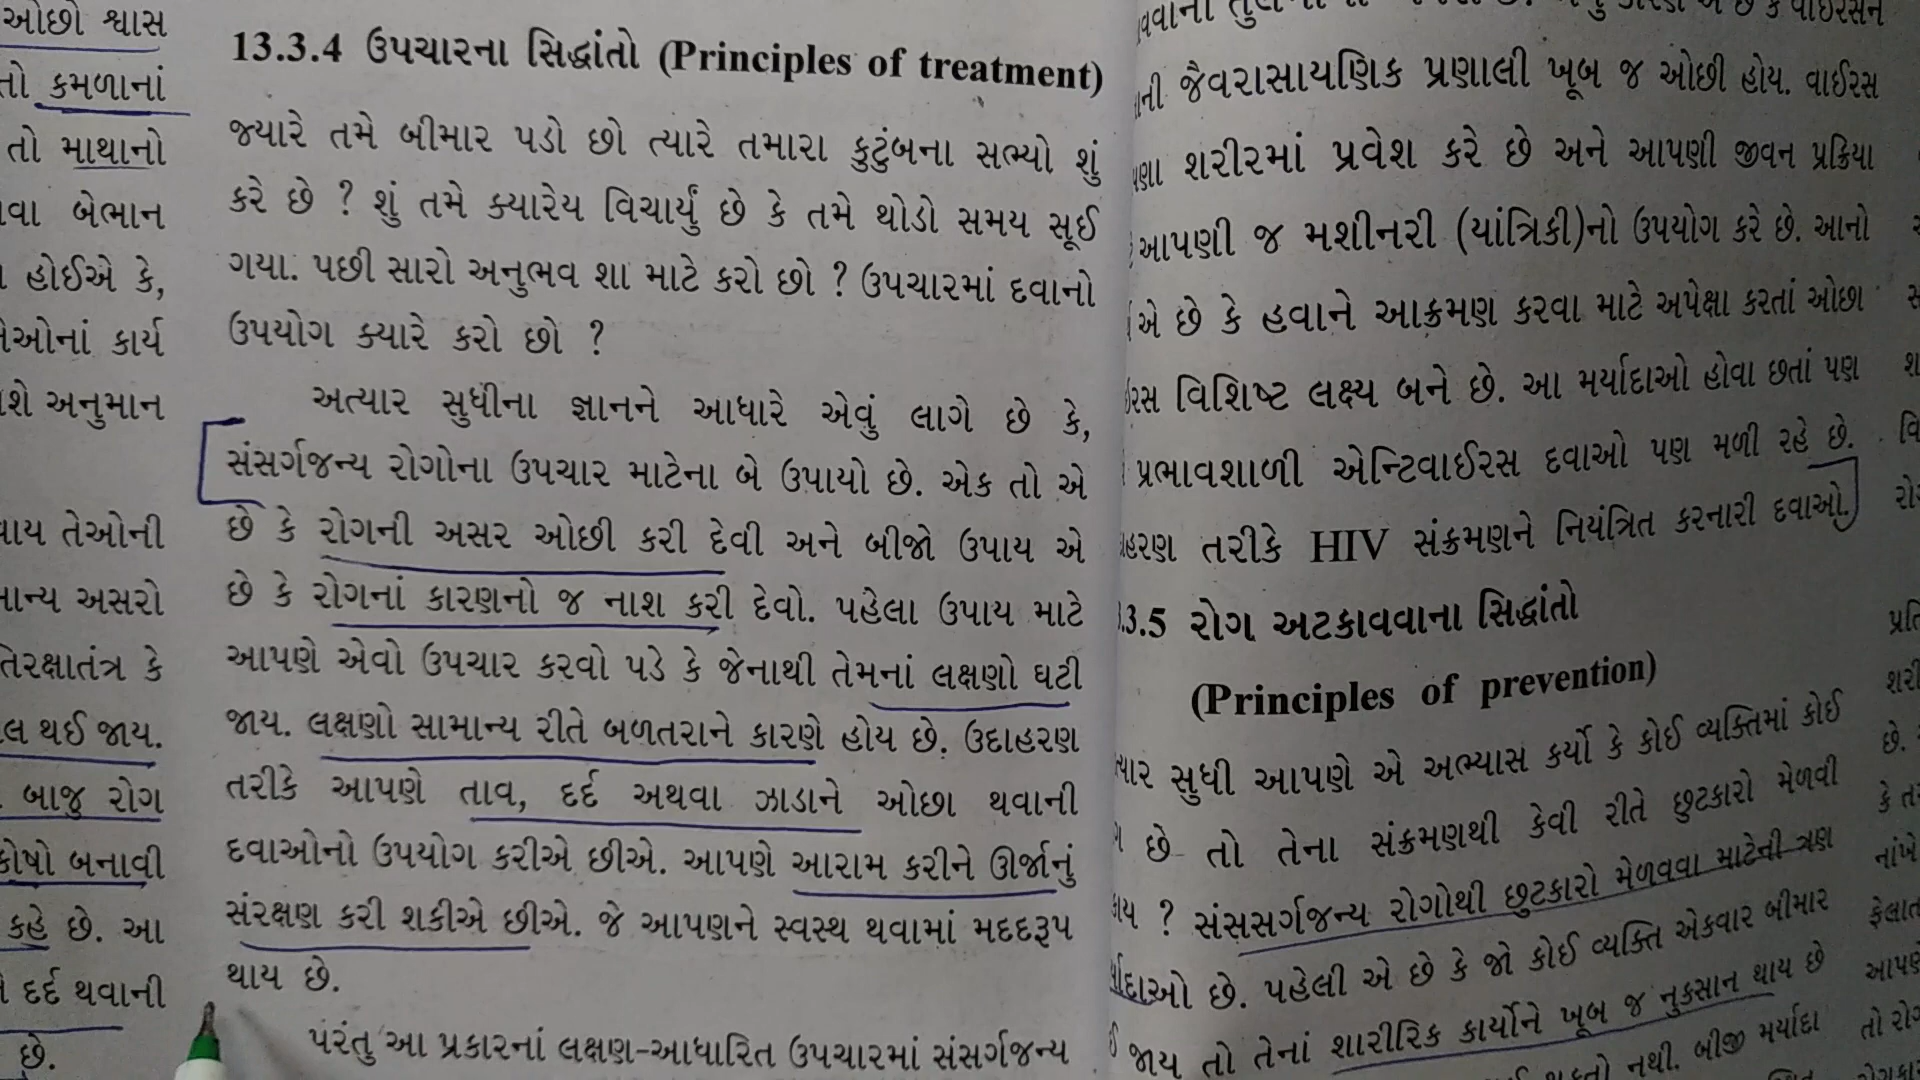 ઓછો શ્વાસ
તો કમળાનાં
તો માથાનો
બેભાન
હોઈએ કે,
કાર્ય
અનુમાન
તેઓની
અસરો
કે
થઈ જાય.
બાજુ રોગ
બનાવી
કહે છે. આ
દર્દ થવાની
છે.
13.3.4 ઉપચારના સિદ્ધાંતો (Principles of treatment)
જ્યારે તમે બીમાર પડો છો ત્યારે તમારા કુટુંબના સભ્યો શું
કરે છે ? શું તમે ક્યારેય વિચાર્યું છે કે તમે થોડો સમય સૂઈ
ગયા. પછી સારો અનુભવ શા માટે કરો છો ? ઉપચારમાં દવાનો
ઉપયોગ ક્યારે કરો છો ?
અત્યાર સુધીના જ્ઞાનને આધારે એવું લાગે છે કે,
સંસર્ગજન્ય રોગોના ઉપચાર માટેના બે ઉપાયો છે. એક તો એ
છે કે રોગની અસર ઓછી કરી દેવી અને બીજો ઉપાય એ
છે કે રોગનાં કારણનો જ નાશ કરી દેવો. પહેલા ઉપાય માટે
આપણે એવો ઉપચાર કરવો પડે કે જેનાથી તેમનાં લક્ષણો ઘટી
જાય. લક્ષણો સામાન્ય રીતે બળતરાને કારણે હોય છે. ઉદાહરણ
તરીકે આપણે તાવ, દર્દ અથવા ઝાડાને ઓછા થવાની
દવાઓનો ઉપયોગ કરીએ છીએ. આપણે આરામ કરીને ઊર્જાનું
સંરક્ષણ કરી શકીએ છીએ. જે આપણને સ્વસ્થ થવામાં મદદરૂપ
થાય છે.
પરંતુ આ પ્રકારનાં લક્ષણ-આધારિત ઉપચારમાં સંસર્ગજન્ય
જૈવરાસાયણિક પ્રણાલી ખૂબ જ ઓછી હોય. વાઈરસ
શરીરમાં પ્રવેશ કરે છે અને આપણી જીવન પ્રક્રિયા
આપણી જ મશીનરી (યાંત્રિકી)નો ઉપયોગ કરે છે. આનો
એ છે કે હવાને આક્રમણ કરવા માટે અપેક્ષા કરતાં ઓછા
વિશિષ્ટ લક્ષ્ય બને છે. આ મર્યાદાઓ હોવા છતાં પણ
પ્રભાવશાળી એન્ટિવાઈરસ દવાઓ પણ મળી રહે છે.
તરીકે HIV સંક્રમણને નિયંત્રિત કરનારી દવાઓ.
3.5 રોગ અટકાવવાના સિદ્ધાંતો
(Principles of prevention)
સુધી આપણે એ અભ્યાસ કર્યો કે કોઈ વ્યક્તિમાં કોઈ
છે તો તેના સંક્રમણથી કેવી રીતે છુટકારો મેળવી
? સંસસર્ગજન્ય રોગોથી છુટકારો મેળવવા માટેની ત્રણ
છે. પહેલી એ છે કે જો કોઈ વ્યક્તિ એકવાર બીમાર
જાય તો તેનાં શારીરિક કાર્યોને ખૂબ જ નુકસાન થાય છે
નથી. બીજી મર્યાદા